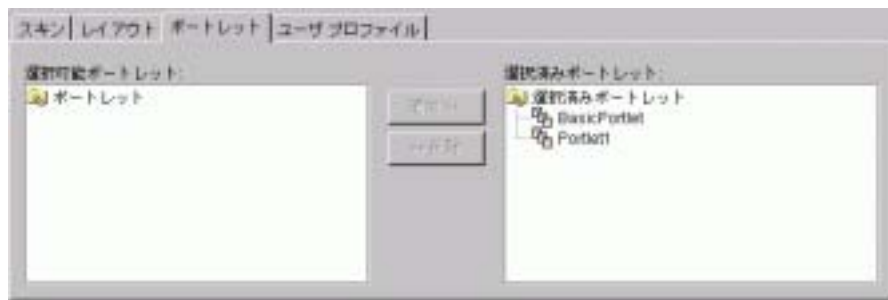 スキン レイアウト ポートレット ユーザ プロファイル
選択可能ポートレット:
ポートレット
選択済みポートレット:
選択済みポートレット
BasicPortlet
Portlet1